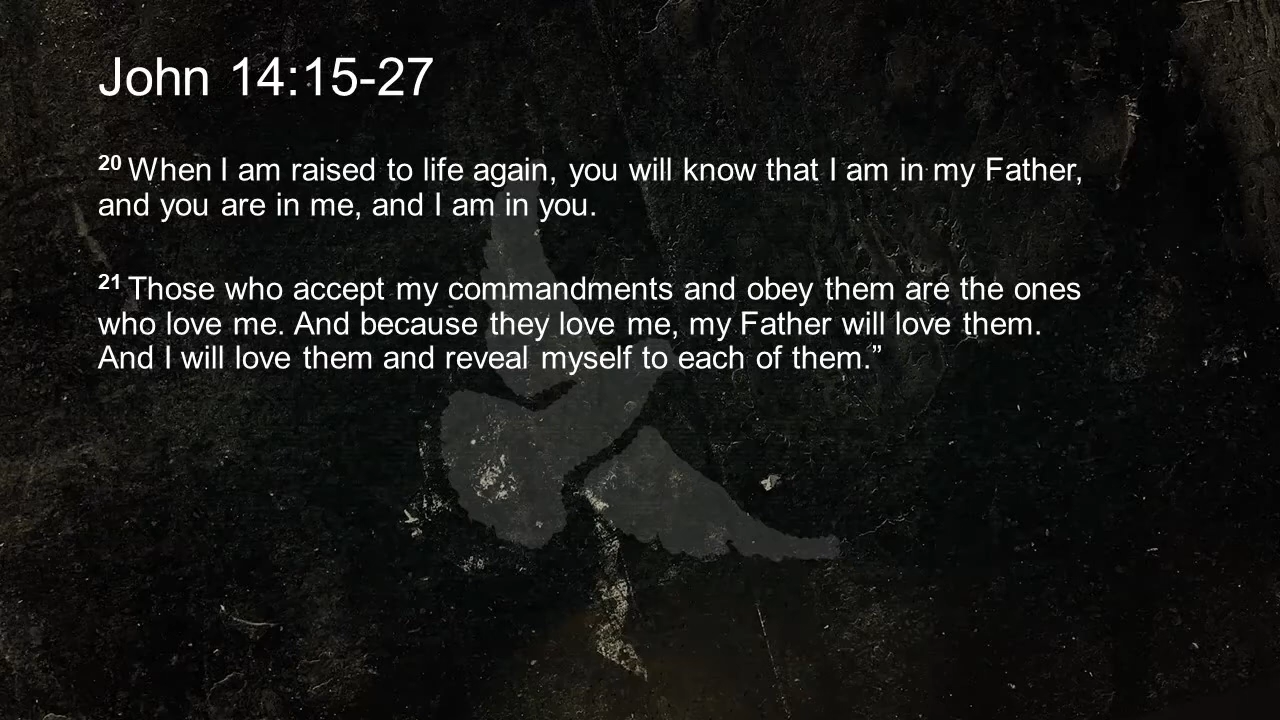 John 14:15-27
20 When I am raised to life again, you will know that I am in my Father,
and you are in me, and I am in you.
21 Those who accept my commandments and obey them are the ones
who love me. And because they love me, my Father will love them.
And I will love them and reveal myself to each of them.”